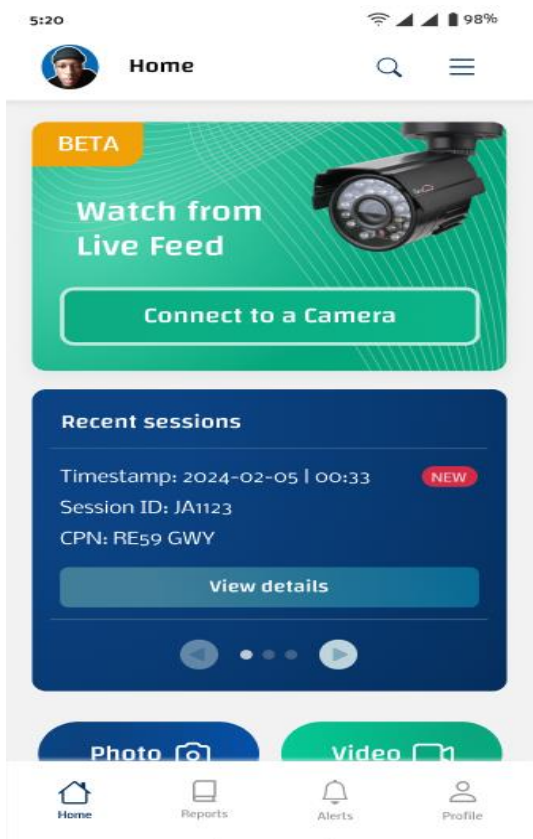 5:20
98%
Home
BETA
Watch from
Live Feed
Connect to a Camera
Recent sessions
Timestamp: 2024-02-05 | 00:33
NEW
Session ID: JA1123
CPN: RE59 GWY
View details
Photo
Video
Home
Reports
Alerts
Profile